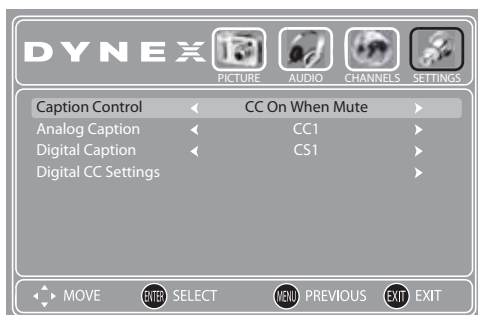 DYNEX
PICTURE AUDIO CHANNELS SETTINGS
Caption Control CC On When Mute
Analog Caption CC1
Digital Caption CS1
Digital CC Settings
MOVE ENTER SELECT MENU PREVIOUS EXIT EXIT